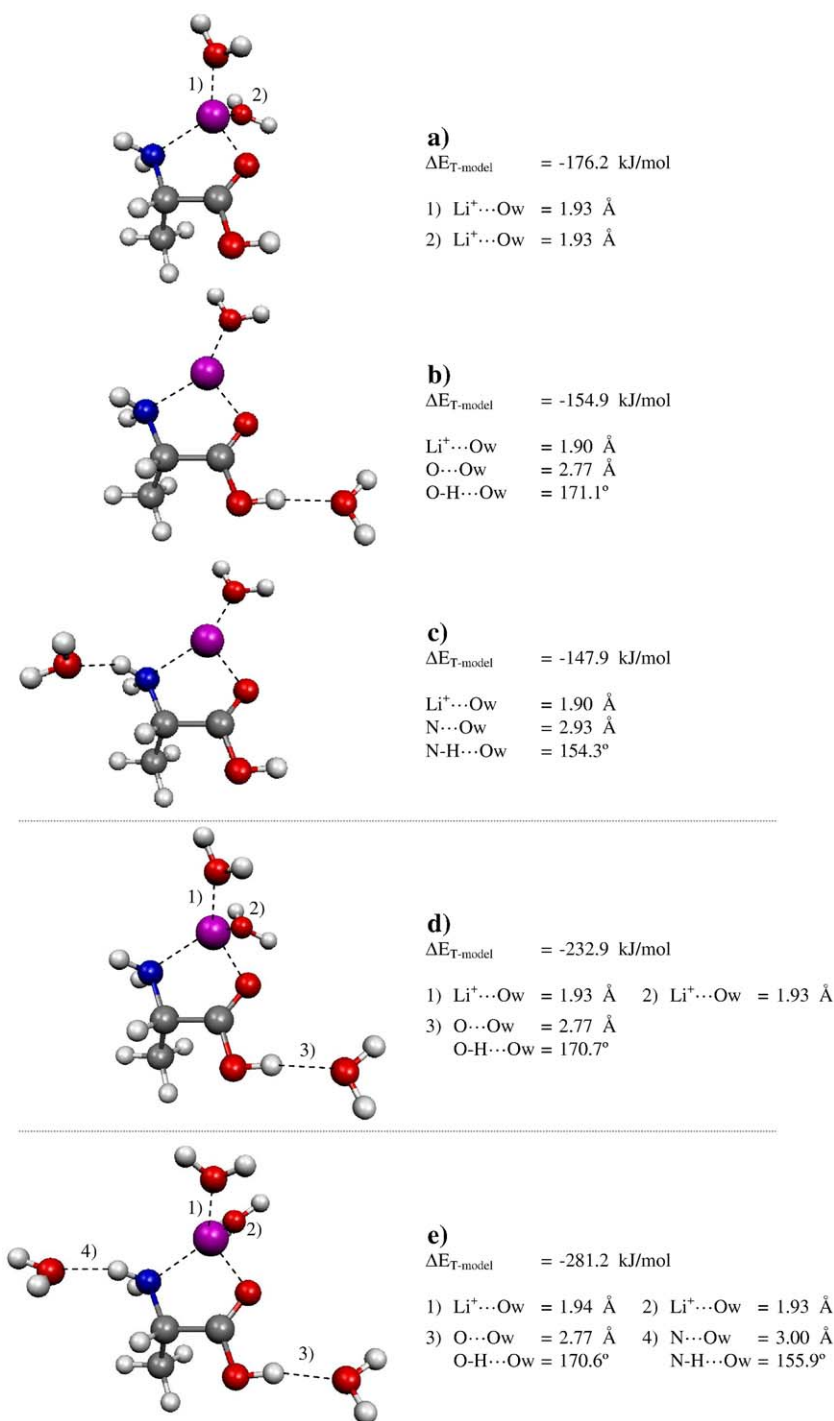 1)
2)
a)
ΔE_T-model = -176.2 kJ/mol
1) Li⁺···Ow = 1.93 Å
2) Li⁺···Ow = 1.93 Å
b)
ΔE_T-model = -154.9 kJ/mol
Li⁺···Ow = 1.90 Å
O···Ow = 2.77 Å
O-H···Ow = 171.1º
c)
ΔE_T-model = -147.9 kJ/mol
Li⁺···Ow = 1.90 Å
N···Ow = 2.93 Å
N-H···Ow = 154.3º
1)
2)
3)
d)
ΔE_T-model = -232.9 kJ/mol
1) Li⁺···Ow = 1.93 Å 2) Li⁺···Ow = 1.93 Å
3) O···Ow = 2.77 Å
O-H···Ow = 170.7º
1)
2)
4)
3)
e)
ΔE_T-model = -281.2 kJ/mol
1) Li⁺···Ow = 1.94 Å 2) Li⁺···Ow = 1.93 Å
3) O···Ow = 2.77 Å 4) N···Ow = 3.00 Å
O-H···Ow = 170.6º N-H···Ow = 155.9º